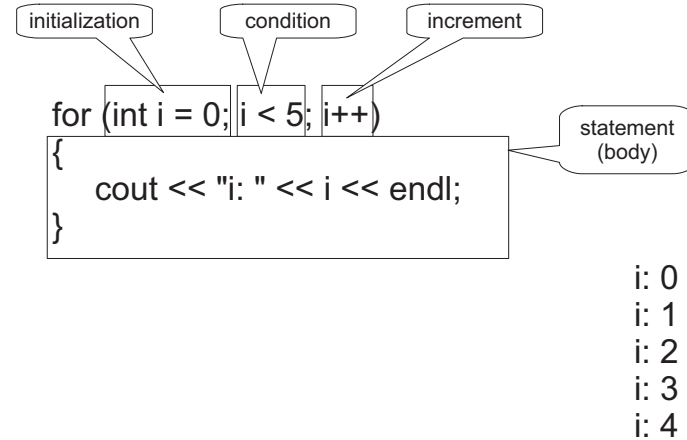 initialization
condition
increment
for (int i = 0; i < 5; i++)
statement
(body)
{
cout << "i: " << i << endl;
}
i: 0
i: 1
i: 2
i: 3
i: 4